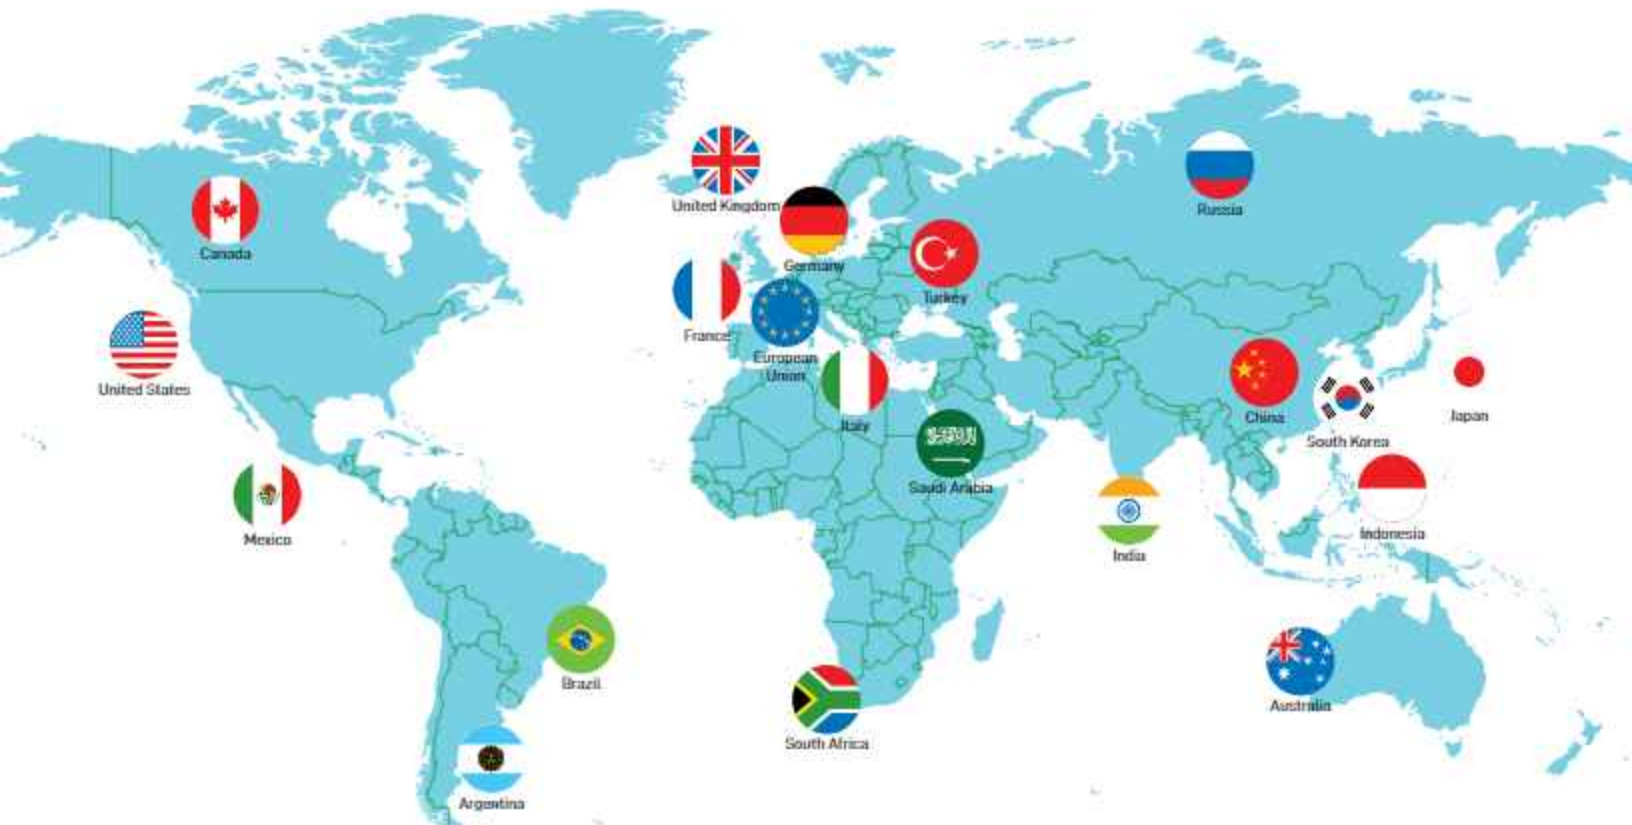 United Kingdom
Russia
Canada
Germany
Turkey
France
European
Union
United States
China
Japan
Italy
South Korea
Saudi Arabia
Indonesia
Mexico
India
Brazil
Australia
South Africa
Argentina